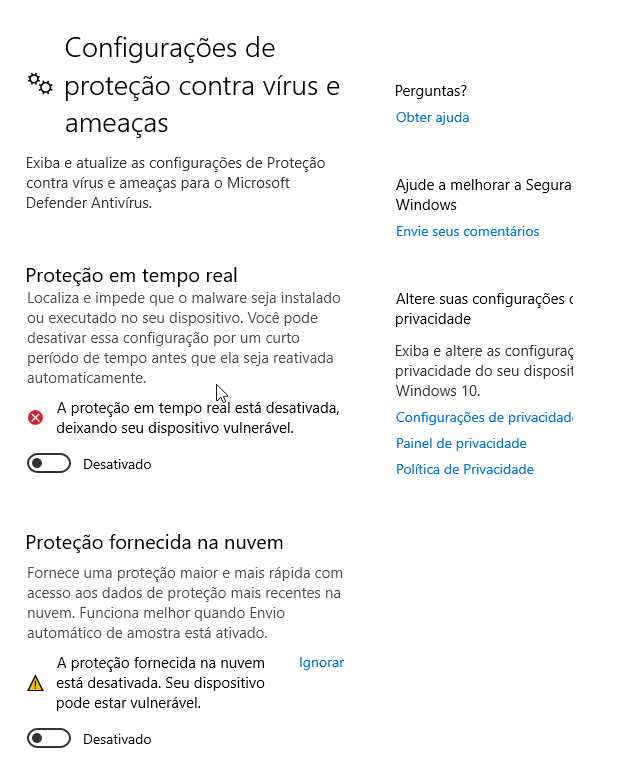 Configurações de
proteção contra vírus e
ameaças
Exiba e atualize as configurações de Proteção
contra vírus e ameaças para o Microsoft
Defender Antivírus.
Proteção em tempo real
Localiza e impede que o malware seja instalado
ou executado no seu dispositivo. Você pode
desativar essa configuração por um curto
período de tempo antes que ela seja reativada
automaticamente.
A proteção em tempo real está desativada,
deixando seu dispositivo vulnerável.
Desativado
Proteção fornecida na nuvem
Fornece uma proteção maior e mais rápida com
acesso aos dados de proteção mais recentes na
nuvem. Funciona melhor quando Envio
automático de amostra está ativado.
A proteção fornecida na nuvem
está desativada. Seu dispositivo
pode estar vulnerável.
Ignorar
Desativado
Perguntas?
Obter ajuda
Ajude a melhorar a Segura
Windows
Envie seus comentários
Altere suas configurações
privacidade
Exiba e altere as configuraç
privacidade do seu disposit
Windows 10.
Configurações de privacidad
Painel de privacidade
Política de Privacidade